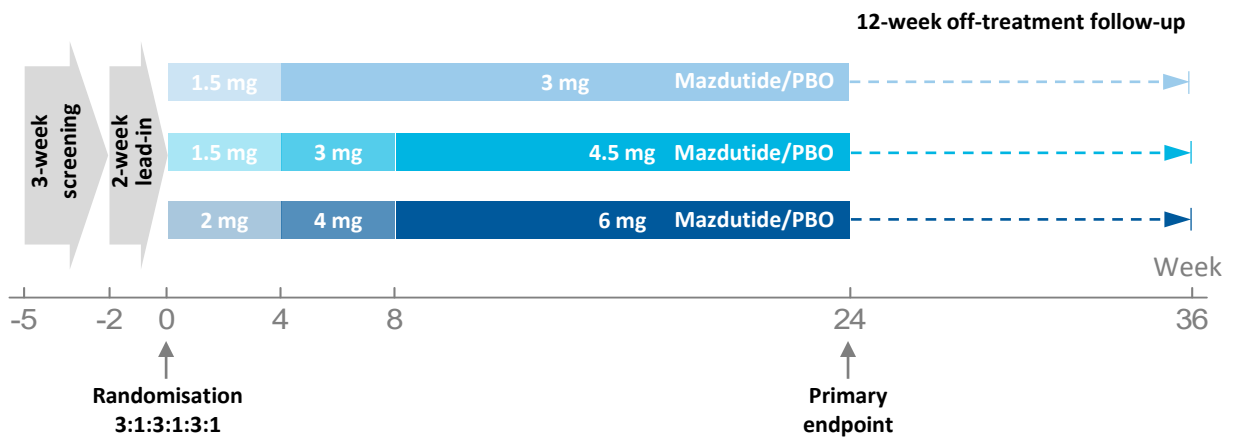 12-week off-treatment follow-up
3-week
screening
2-week
lead-in
1.5 mg 3 mg Mazdutide/PBO
1.5 mg 3 mg 4.5 mg Mazdutide/PBO
2 mg 4 mg 6 mg Mazdutide/PBO
Week
-5 -2 0 4 8 24 36
Randomisation
3:1:3:1:3:1
Primary
endpoint